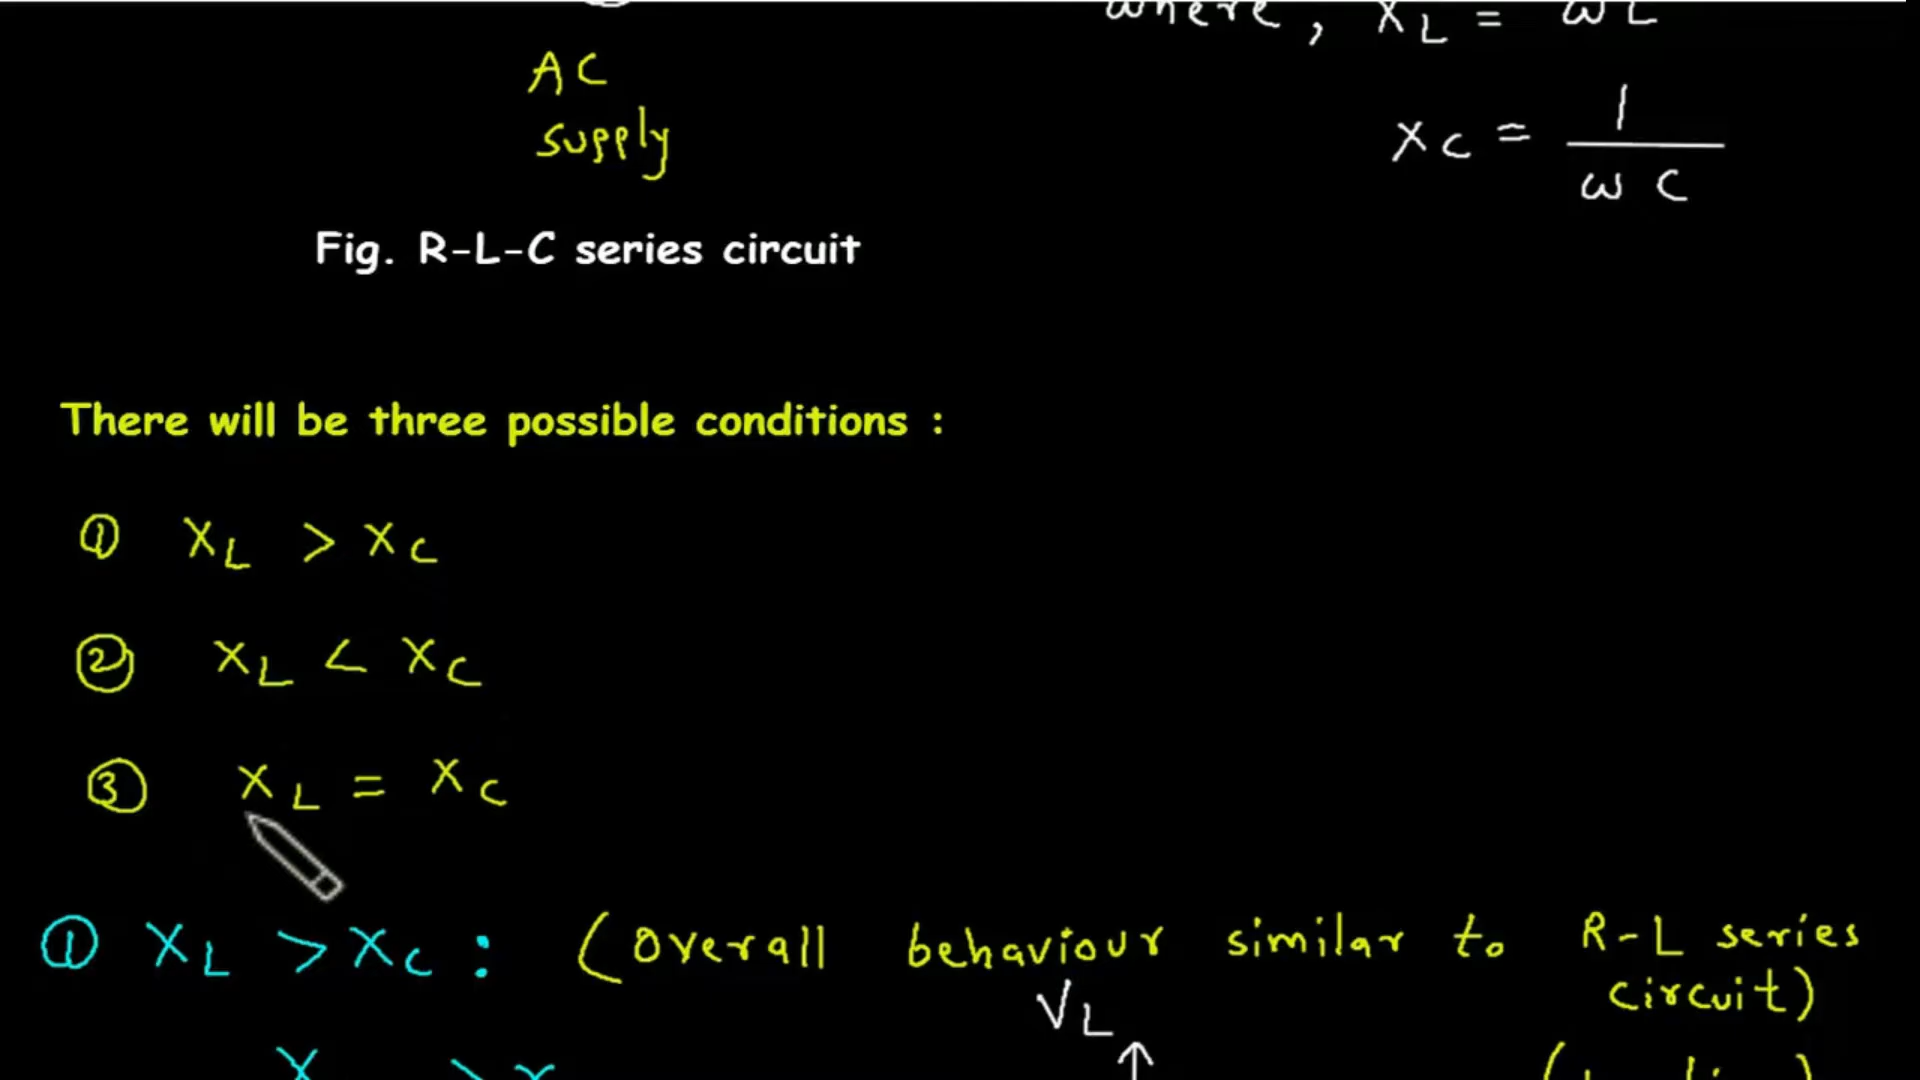 where, XL = ωL
AC
supply
XC = 1 / ωC
Fig. R-L-C series circuit
There will be three possible conditions :
① XL > XC
② XL < XC
③ XL = XC
① XL > XC : (Overall behaviour similar to R-L series
circuit)
VL